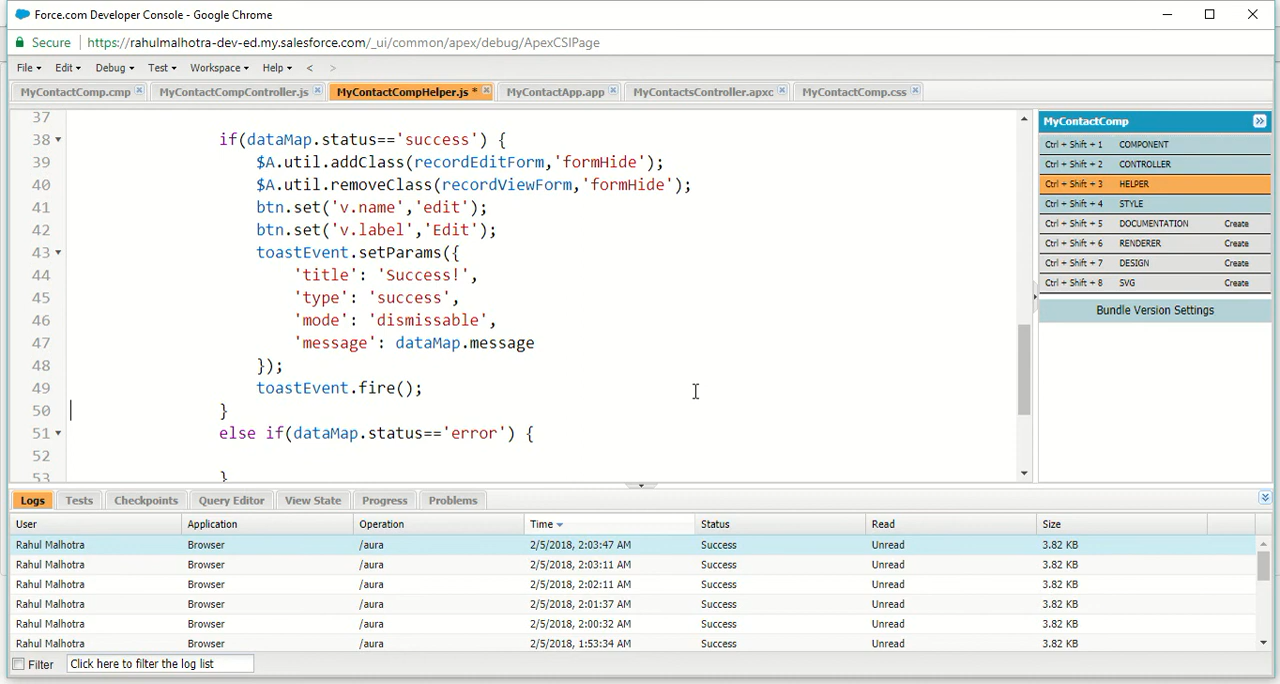 Force.com Developer Console - Google Chrome
Secure https://rahulmalhotra-dev-ed.my.salesforce.com/_ui/common/apex/debug/ApexCSIPage
File Edit Debug Test Workspace Help < >
MyContactComp.cmp MyContactCompController.js MyContactCompHelper.js * MyContactApp.app MyContactsController.apxc MyContactComp.css
37
38 if(dataMap.status=='success') {
39 $A.util.addClass(recordEditForm,'formHide');
40 $A.util.removeClass(recordViewForm,'formHide');
41 btn.set('v.name','edit');
42 btn.set('v.label','Edit');
43 toastEvent.setParams({
44 'title': 'Success!',
45 'type': 'success',
46 'mode': 'dismissable',
47 'message': dataMap.message
48 });
49 toastEvent.fire();
50 }
51 else if(dataMap.status=='error') {
52
53 }
MyContactComp
Ctrl + Shift + 1 COMPONENT
Ctrl + Shift + 2 CONTROLLER
Ctrl + Shift + 3 HELPER
Ctrl + Shift + 4 STYLE
Ctrl + Shift + 5 DOCUMENTATION Create
Ctrl + Shift + 6 RENDERER Create
Ctrl + Shift + 7 DESIGN Create
Ctrl + Shift + 8 SVG Create
Bundle Version Settings
Logs Tests Checkpoints Query Editor View State Progress Problems
User Application Operation Time Status Read Size
Rahul Malhotra Browser /aura 2/5/2018, 2:03:47 AM Success Unread 3.82 KB
Rahul Malhotra Browser /aura 2/5/2018, 2:03:11 AM Success Unread 3.82 KB
Rahul Malhotra Browser /aura 2/5/2018, 2:02:11 AM Success Unread 3.82 KB
Rahul Malhotra Browser /aura 2/5/2018, 2:01:37 AM Success Unread 3.82 KB
Rahul Malhotra Browser /aura 2/5/2018, 2:00:32 AM Success Unread 3.82 KB
Rahul Malhotra Browser /aura 2/5/2018, 1:53:34 AM Success Unread 3.82 KB
Filter Click here to filter the log list